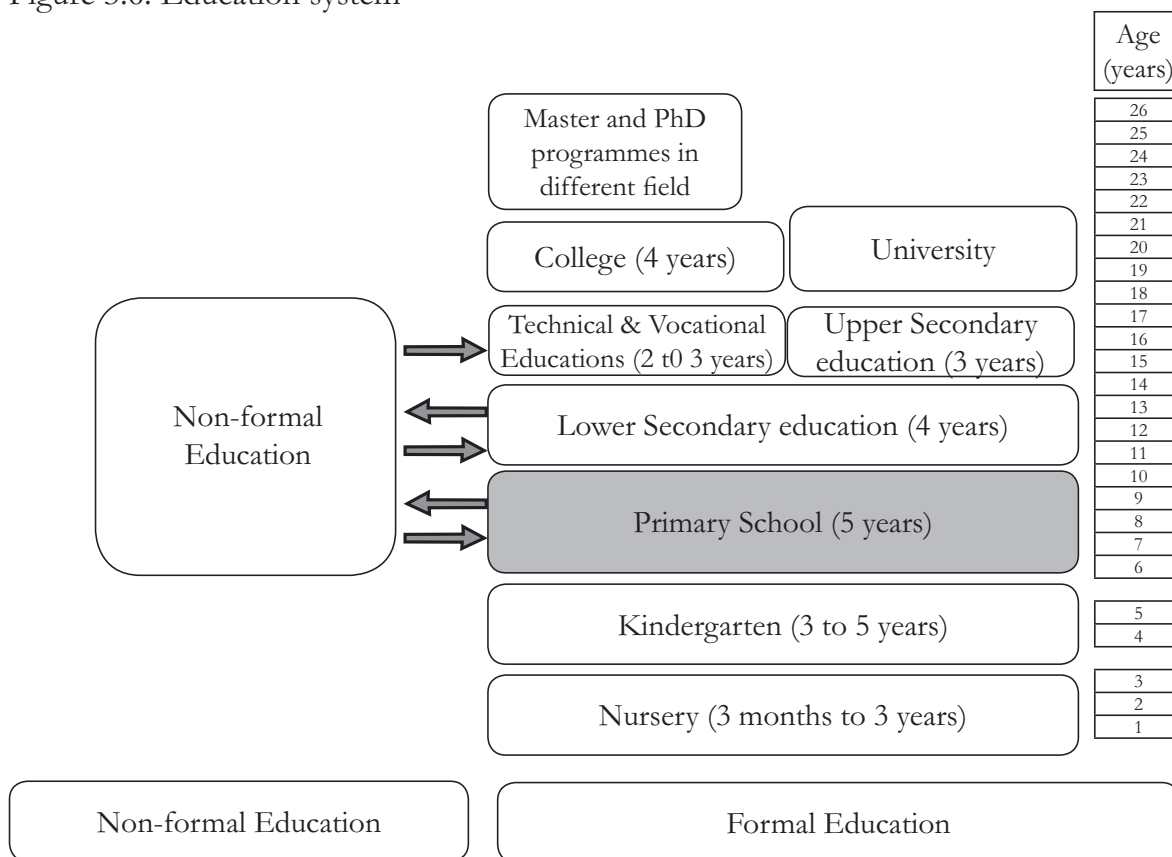 Figure 3.6: Education system
Age
(years)
Master and PhD
programmes in
different field
26
25
24
23
22
21
20
19
18
17
16
15
14
13
12
11
10
9
8
7
6
College (4 years)
University
Technical & Vocational
Educations (2 t0 3 years)
Upper Secondary
education (3 years)
Non-formal
Education
Lower Secondary education (4 years)
Primary School (5 years)
Kindergarten (3 to 5 years)
5
4
Nursery (3 months to 3 years)
3
2
1
Non-formal Education
Formal Education